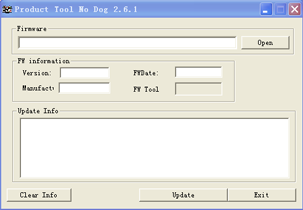 Product Tool No Dog 2.6.1
Firmware
Open
FW information
Version:
FWDate:
Manufact
FW Tool
Update Info
Clear Info
Update
Exit